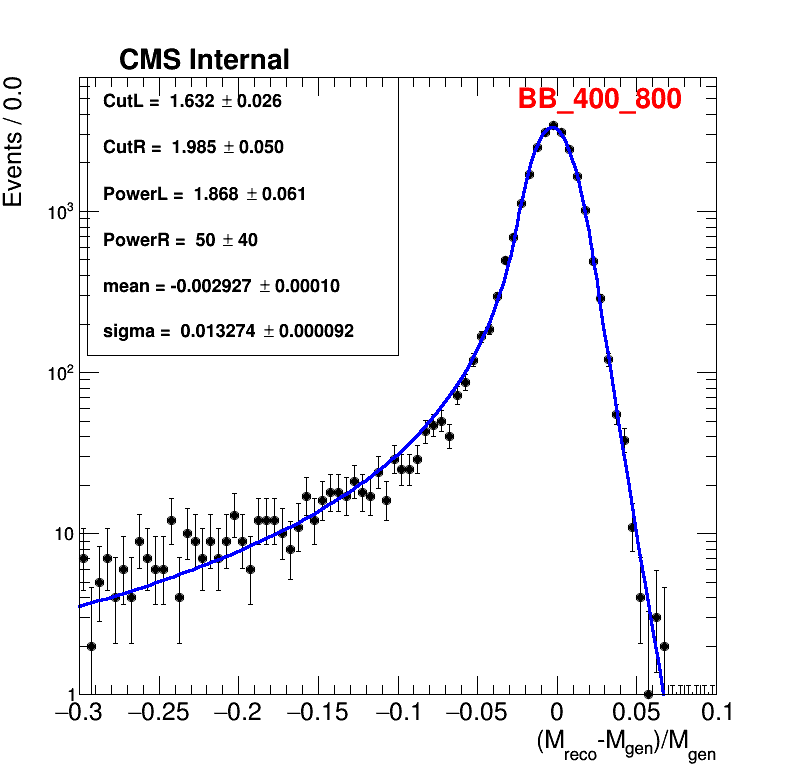 CMS Internal
Events / 0.0
BB_400_800
CutL = 1.632 ± 0.026
CutR = 1.985 ± 0.050
PowerL = 1.868 ± 0.061
PowerR = 50 ± 40
mean = -0.002927 ± 0.00010
sigma = 0.013274 ± 0.000092
10³
10²
10
1
−0.3 −0.25 −0.2 −0.15 −0.1 −0.05 0 0.05 0.1
(M_reco-M_gen)/M_gen